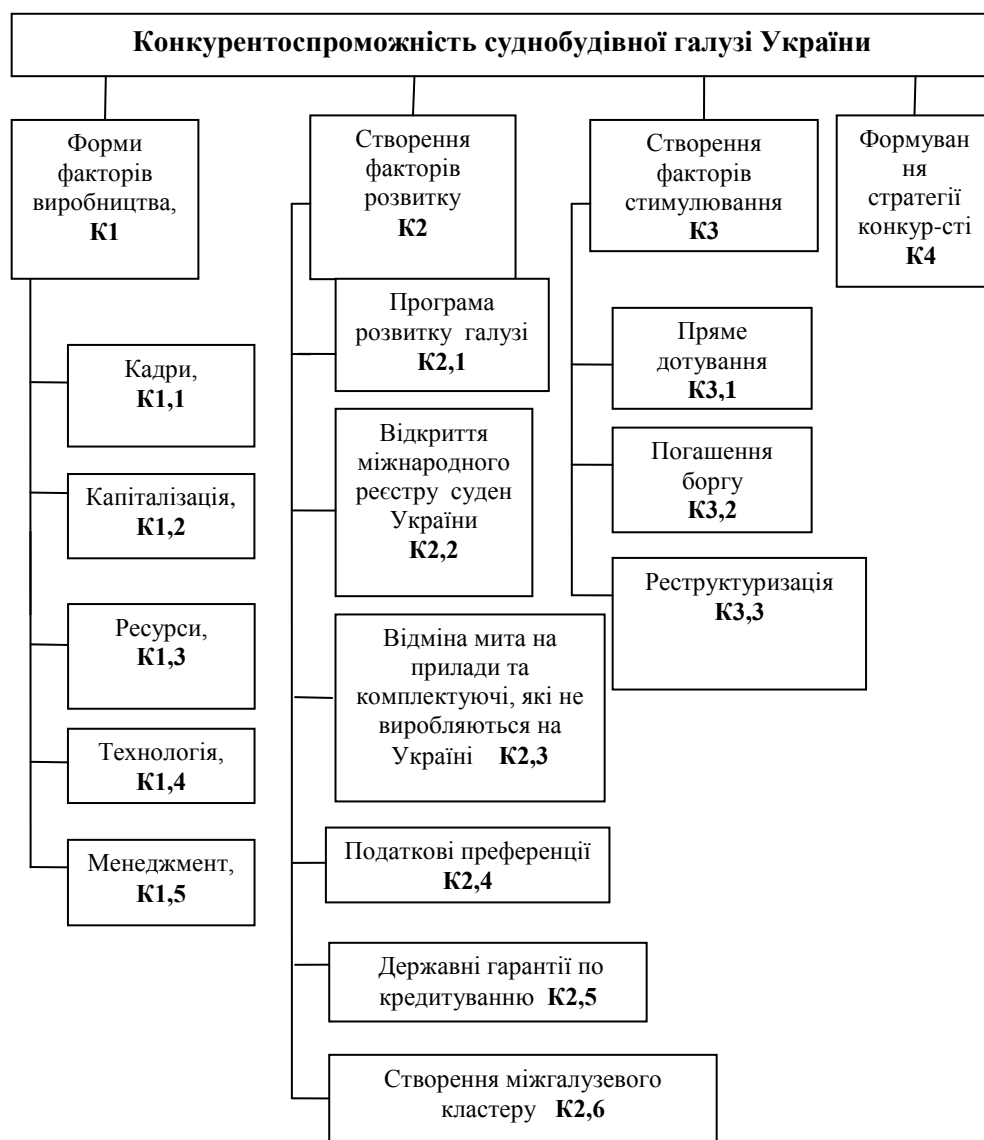 Конкурентоспроможність суднобудівної галузі України
Форми
факторів
виробництва,
К1
Кадри,
К1,1
Капіталізація,
К1,2
Ресурси,
К1,3
Технологія,
К1,4
Менеджмент,
К1,5
Створення
факторів
розвитку
К2
Програма
розвитку галузі
К2,1
Відкриття
міжнародного
реєстру суден
України
К2,2
Відміна мита на
прилади та
комплектуючі, які не
виробляються на
Україні К2,3
Податкові преференції
К2,4
Державні гарантії по
кредитуванню К2,5
Створення міжгалузевого
кластеру К2,6
Створення
факторів
стимулювання
К3
Пряме
дотування
К3,1
Погашення
боргу
К3,2
Реструктуризація
К3,3
Формуван
ня
стратегії
конкур-сті
К4